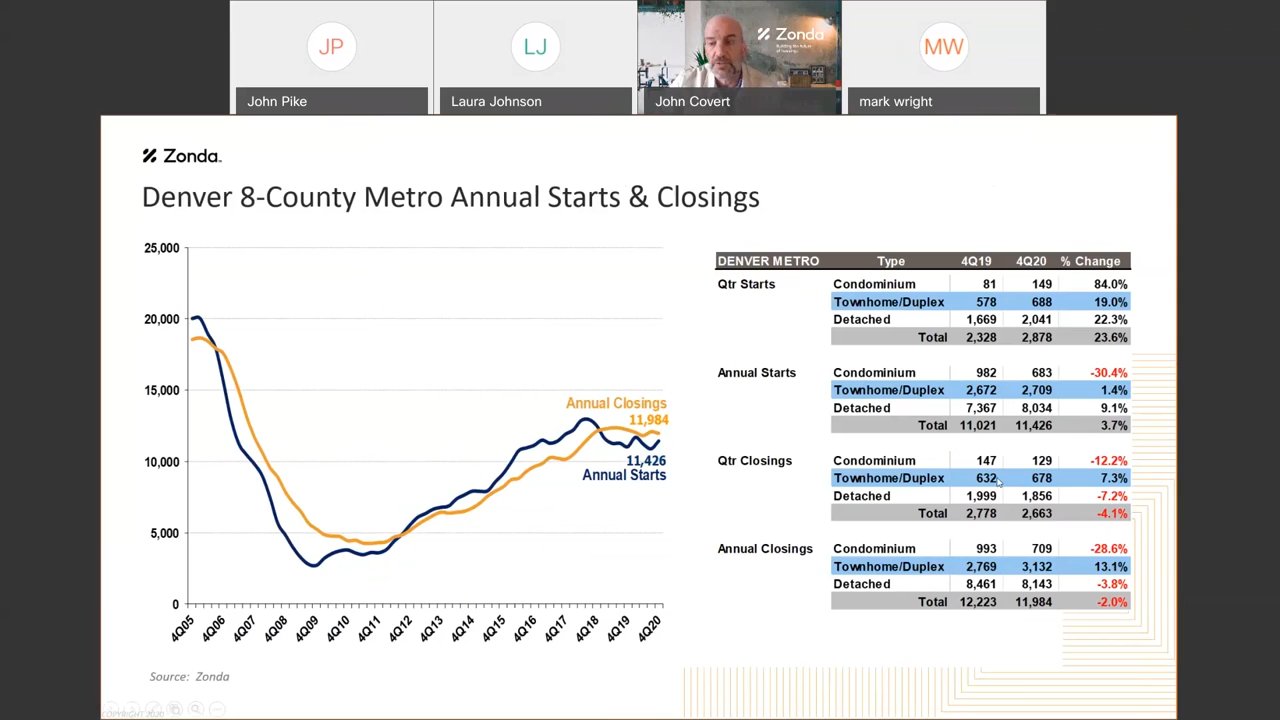 JP
LJ
Zonda
MW
John Pike
Laura Johnson
John Covert
mark wright
Zonda
Denver 8-County Metro Annual Starts & Closings
25,000
20,000
15,000
10,000
5,000
0
Annual Closings
11,984
11,426
Annual Starts
4Q05 4Q06 4Q07 4Q08 4Q09 4Q10 4Q11 4Q12 4Q13 4Q14 4Q15 4Q16 4Q17 4Q18 4Q19 4Q20
DENVER METRO Type 4Q19 4Q20 % Change
Qtr Starts Condominium 81 149 84.0%
Townhome/Duplex 578 688 19.0%
Detached 1,669 2,041 22.3%
Total 2,328 2,878 23.6%
Annual Starts Condominium 982 683 -30.4%
Townhome/Duplex 2,672 2,709 1.4%
Detached 7,367 8,034 9.1%
Total 11,021 11,426 3.7%
Qtr Closings Condominium 147 129 -12.2%
Townhome/Duplex 632 678 7.3%
Detached 1,999 1,856 -7.2%
Total 2,778 2,663 -4.1%
Annual Closings Condominium 993 709 -28.6%
Townhome/Duplex 2,769 3,132 13.1%
Detached 8,461 8,143 -3.8%
Total 12,223 11,984 -2.0%
Source: Zonda
COPYRIGHT 2020